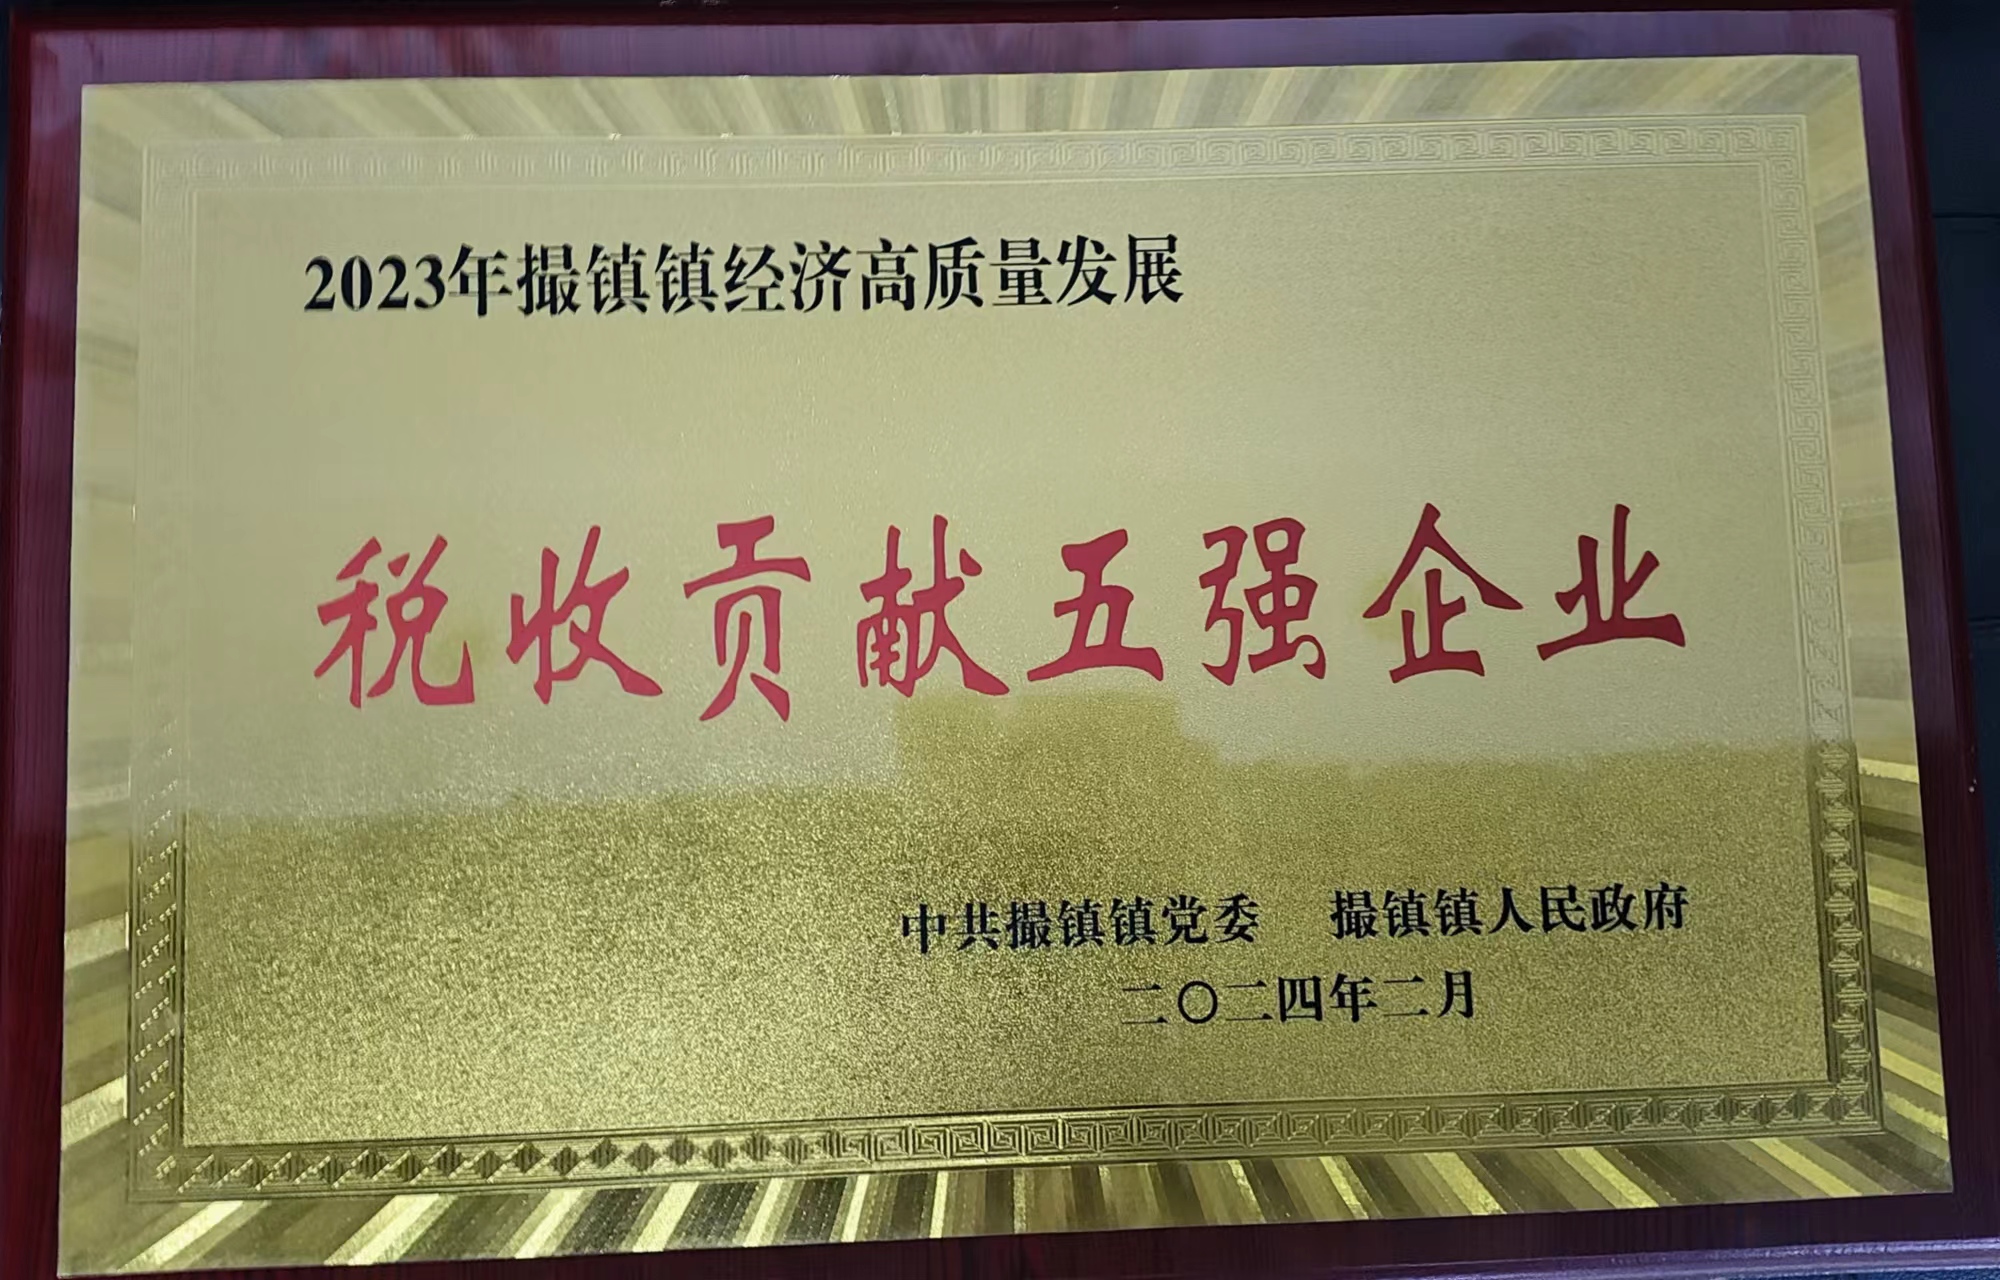 2023年撮镇镇经济高质量发展
税收贡献五强企业
中共撮镇镇党委 撮镇镇人民政府
二〇二四年二月